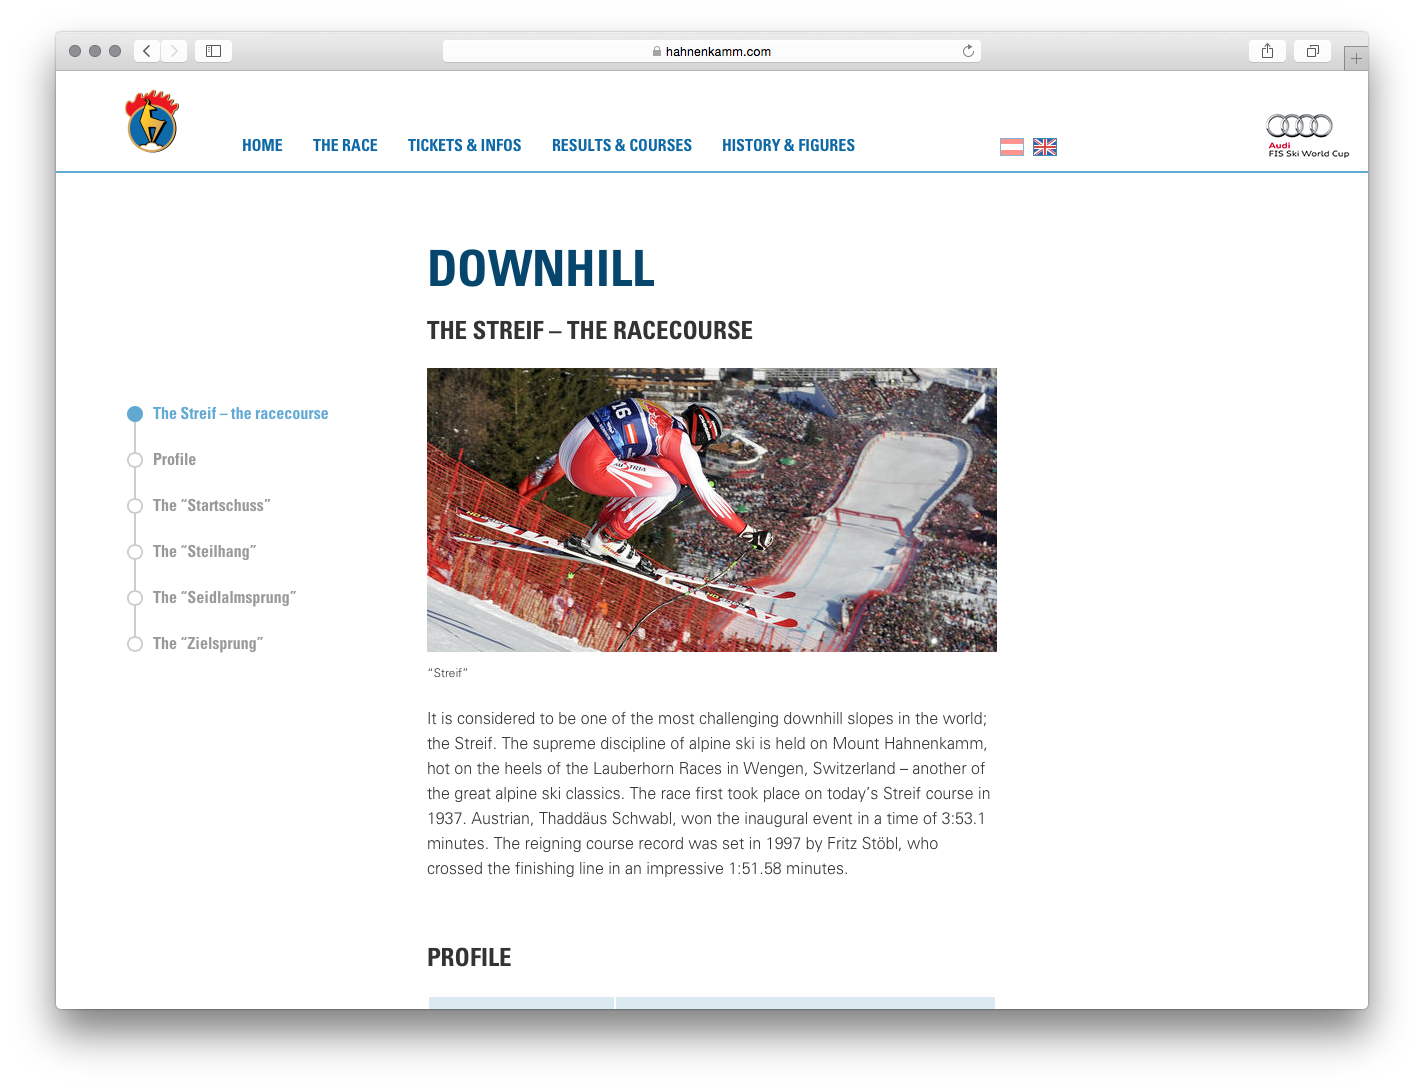 hahnenkamm.com
HOME THE RACE TICKETS & INFOS RESULTS & COURSES HISTORY & FIGURES
Audi
FIS Ski World Cup
DOWNHILL
THE STREIF – THE RACECOURSE
The Streif – the racecourse
Profile
The “Startschuss”
The “Steilhang”
The “Seidlalmsprung”
The “Zielsprung”
16
AUSTRIA
“Streif”
It is considered to be one of the most challenging downhill slopes in the world;
the Streif. The supreme discipline of alpine ski is held on Mount Hahnenkamm,
hot on the heels of the Lauberhorn Races in Wengen, Switzerland – another of
the great alpine ski classics. The race first took place on today’s Streif course in
1937. Austrian, Thaddäus Schwabl, won the inaugural event in a time of 3:53.1
minutes. The reigning course record was set in 1997 by Fritz Stöbl, who
crossed the finishing line in an impressive 1:51.58 minutes.
PROFILE